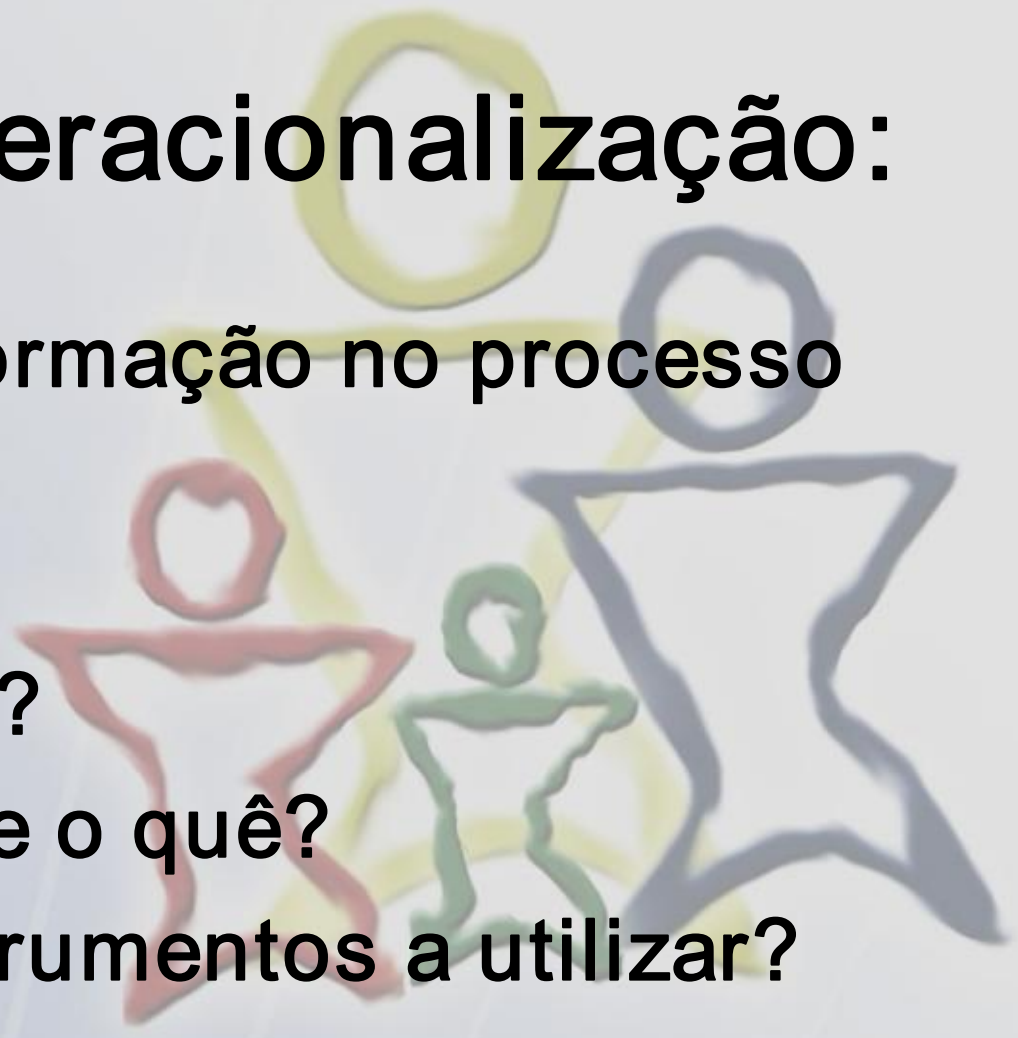 eracionalização:
ormação no processo
?
e o quê?
rumentos a utilizar?